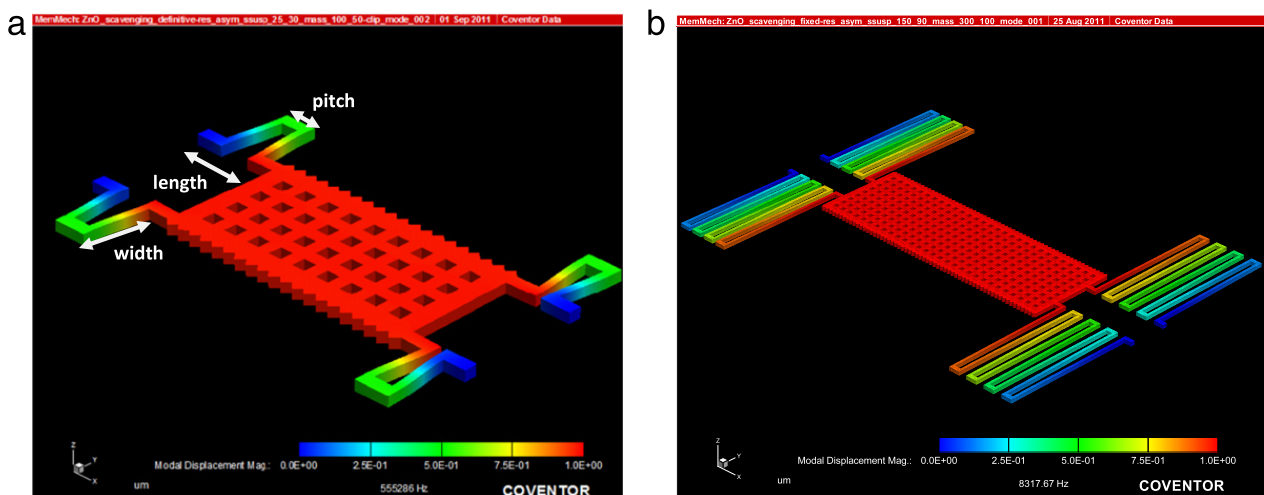 a
MemMech: ZnO_scavenging_definitive-res_asym_ssusp_25_30_mass_100_50-clip_mode_002 01 Sep 2011 Coventor Data
pitch
length
width
Z
Y
X
Modal Displacement Mag.: 0.0E+00 2.5E-01 5.0E-01 7.5E-01 1.0E+00
um
555286 Hz
COVENTOR
b
MemMech: ZnO_scavenging_fixed-res_asym_ssusp_150_90_mass_300_100_mode_001 25 Aug 2011 Coventor Data
Z
Y
X
Modal Displacement Mag.: 0.0E+00 2.5E-01 5.0E-01 7.5E-01 1.0E+00
um
8317.67 Hz
COVENTOR